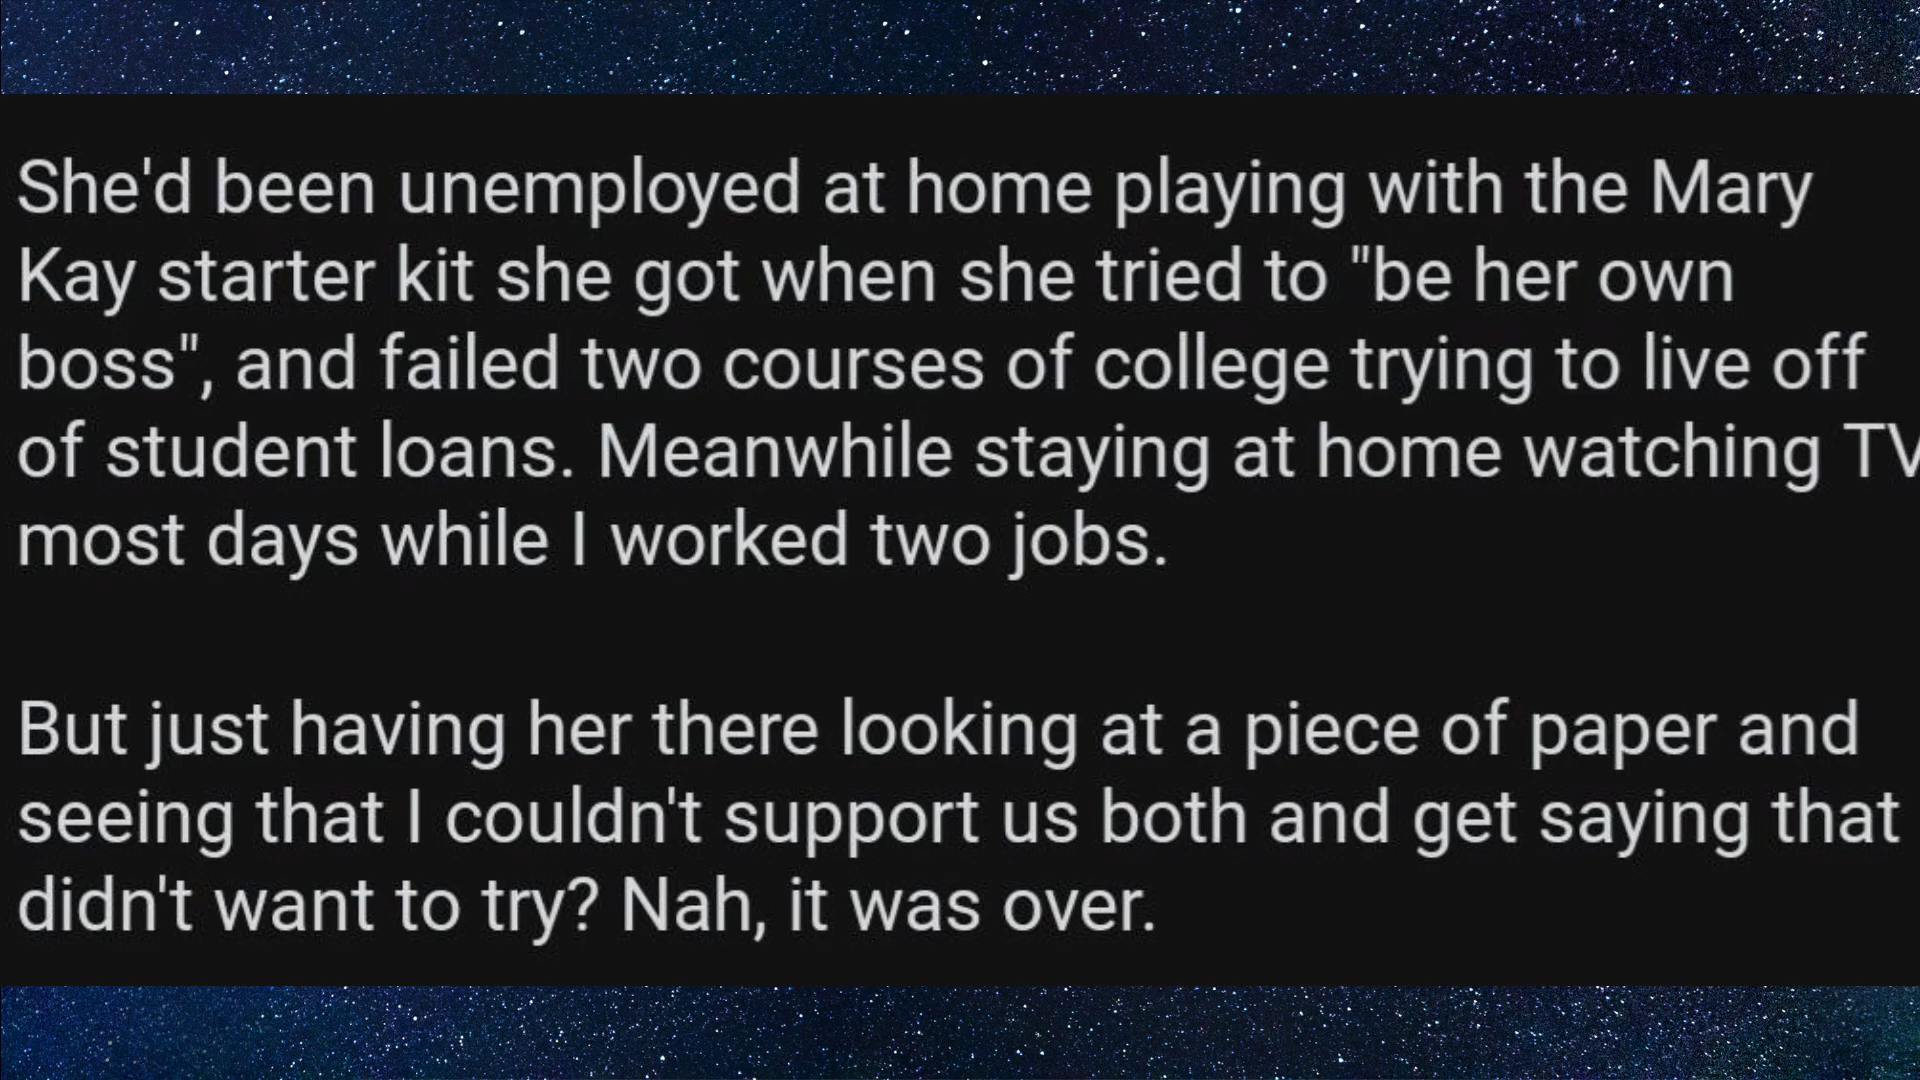 She'd been unemployed at home playing with the Mary
Kay starter kit she got when she tried to "be her own
boss", and failed two courses of college trying to live off
of student loans. Meanwhile staying at home watching TV
most days while I worked two jobs.
But just having her there looking at a piece of paper and
seeing that I couldn't support us both and get saying that
didn't want to try? Nah, it was over.